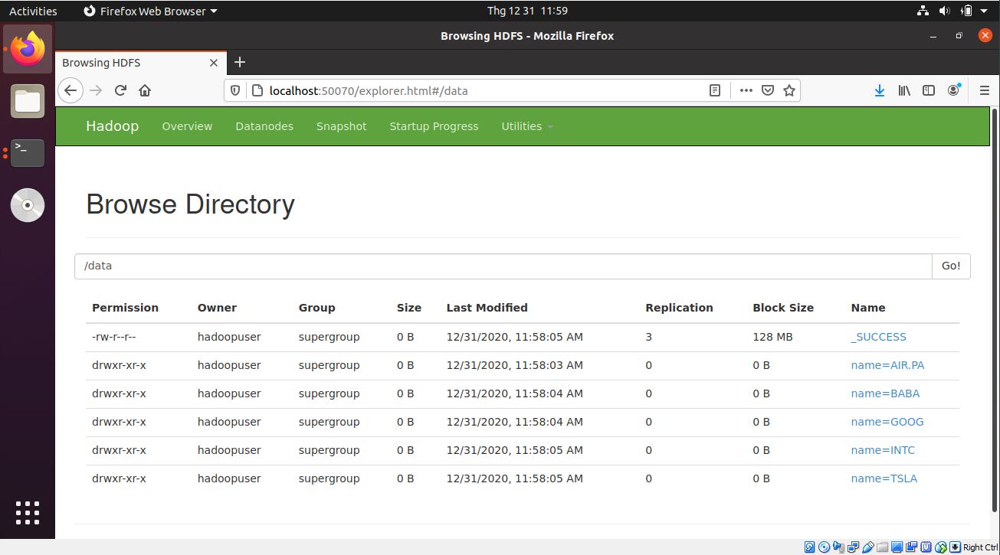 Activities Firefox Web Browser Thg 12 31 11:59
Browsing HDFS - Mozilla Firefox
Browsing HDFS
localhost:50070/explorer.html#/data
Hadoop Overview Datanodes Snapshot Startup Progress Utilities
Browse Directory
/data Go!
Permission Owner Group Size Last Modified Replication Block Size Name
-rw-r--r-- hadoopuser supergroup 0 B 12/31/2020, 11:58:05 AM 3 128 MB _SUCCESS
drwxr-xr-x hadoopuser supergroup 0 B 12/31/2020, 11:58:03 AM 0 0 B name=AIR.PA
drwxr-xr-x hadoopuser supergroup 0 B 12/31/2020, 11:58:04 AM 0 0 B name=BABA
drwxr-xr-x hadoopuser supergroup 0 B 12/31/2020, 11:58:04 AM 0 0 B name=GOOG
drwxr-xr-x hadoopuser supergroup 0 B 12/31/2020, 11:58:05 AM 0 0 B name=INTC
drwxr-xr-x hadoopuser supergroup 0 B 12/31/2020, 11:58:05 AM 0 0 B name=TSLA
Right Ctrl